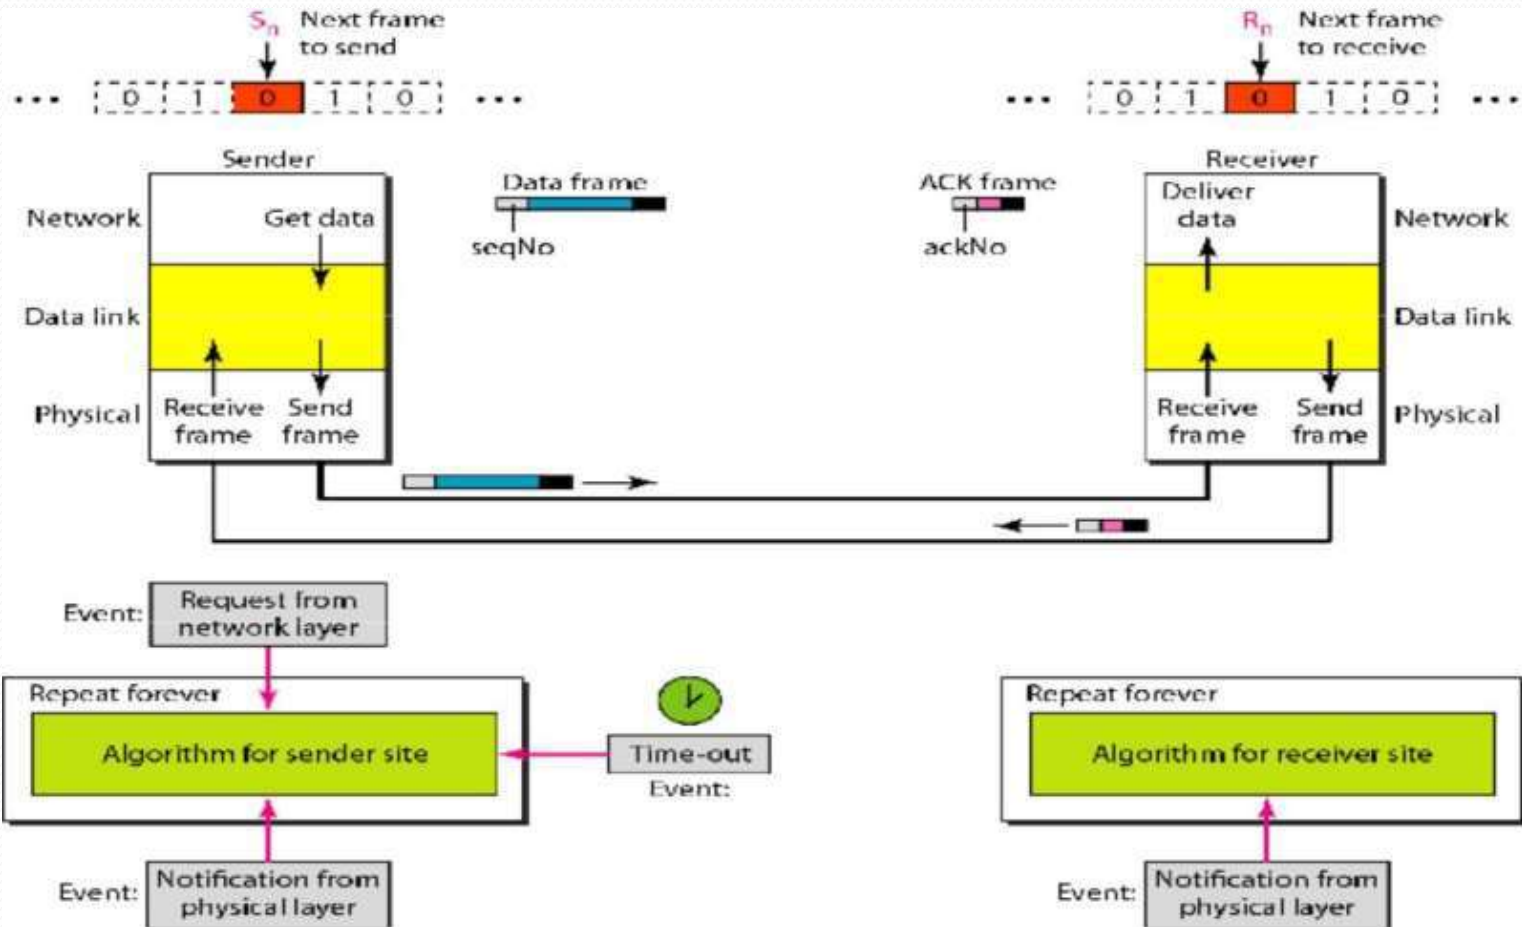 Sn Next frame
to send
Rn Next frame
to receive
... 0 1 0 1 0 ...
... 0 1 0 1 0 ...
Sender
Receiver
Network
Get data
Data frame
seqNo
ACK frame
ackNo
Deliver
data
Network
Data link
Data link
Physical
Receive
frame
Send
frame
Receive
frame
Send
frame
Physical
Event:
Request from
network layer
Repeat forever
Algorithm for sender site
Time-out
Event:
Repeat forever
Algorithm for receiver site
Event:
Notification from
physical layer
Event:
Notification from
physical layer